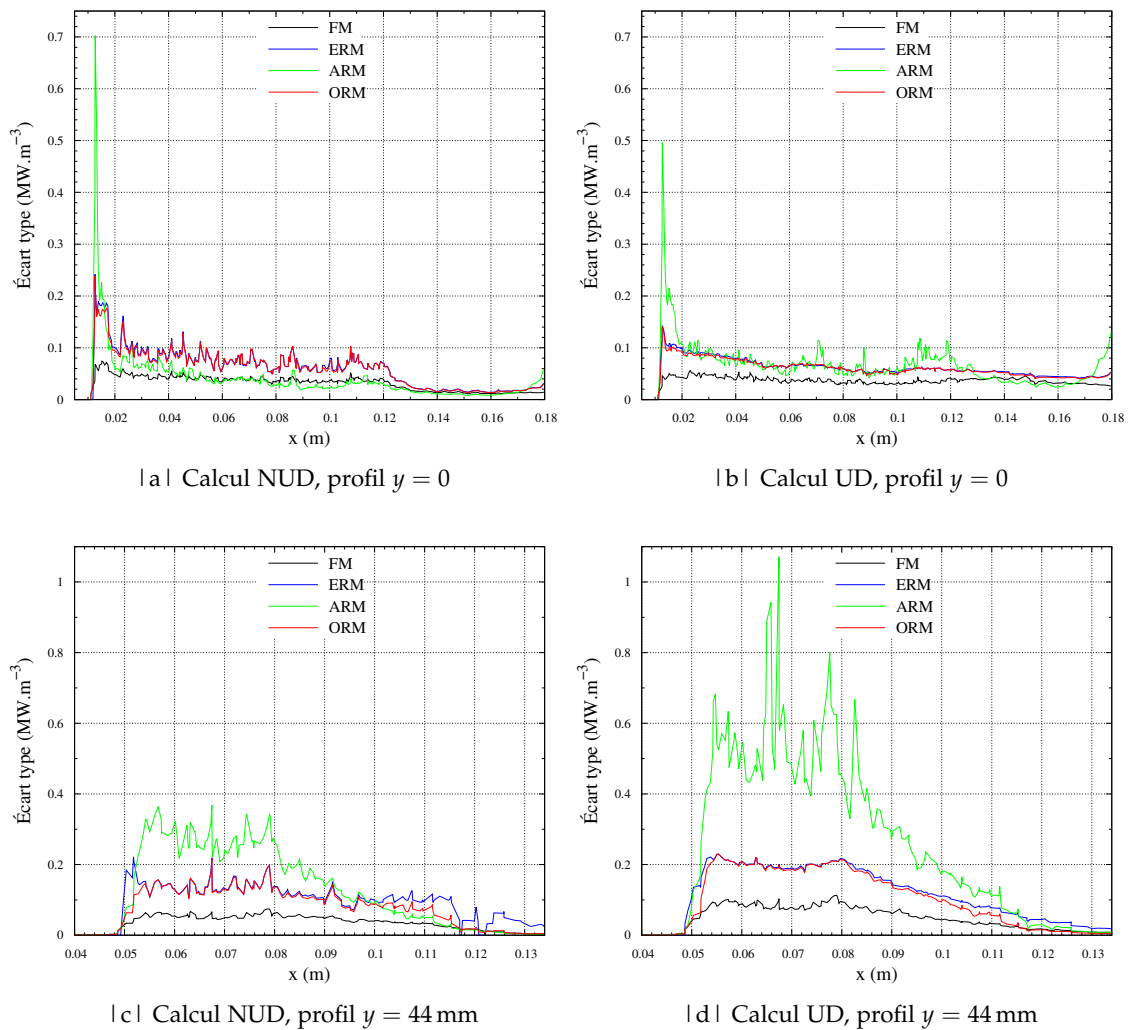 0.7
0.6
0.5
0.4
0.3
0.2
0.1
0
0.02 0.04 0.06 0.08 0.1 0.12 0.14 0.16 0.18
Écart type (MW.m−3)
x (m)
FM
ERM
ARM
ORM
|a| Calcul NUD, profil y = 0
0.7
0.6
0.5
0.4
0.3
0.2
0.1
0
0.02 0.04 0.06 0.08 0.1 0.12 0.14 0.16 0.18
Écart type (MW.m−3)
x (m)
FM
ERM
ARM
ORM
|b| Calcul UD, profil y = 0
1
0.8
0.6
0.4
0.2
0
0.04 0.05 0.06 0.07 0.08 0.09 0.1 0.11 0.12 0.13
Écart type (MW.m−3)
x (m)
FM
ERM
ARM
ORM
|c| Calcul NUD, profil y = 44 mm
1
0.8
0.6
0.4
0.2
0
0.04 0.05 0.06 0.07 0.08 0.09 0.1 0.11 0.12 0.13
Écart type (MW.m−3)
x (m)
FM
ERM
ARM
ORM
|d| Calcul UD, profil y = 44 mm